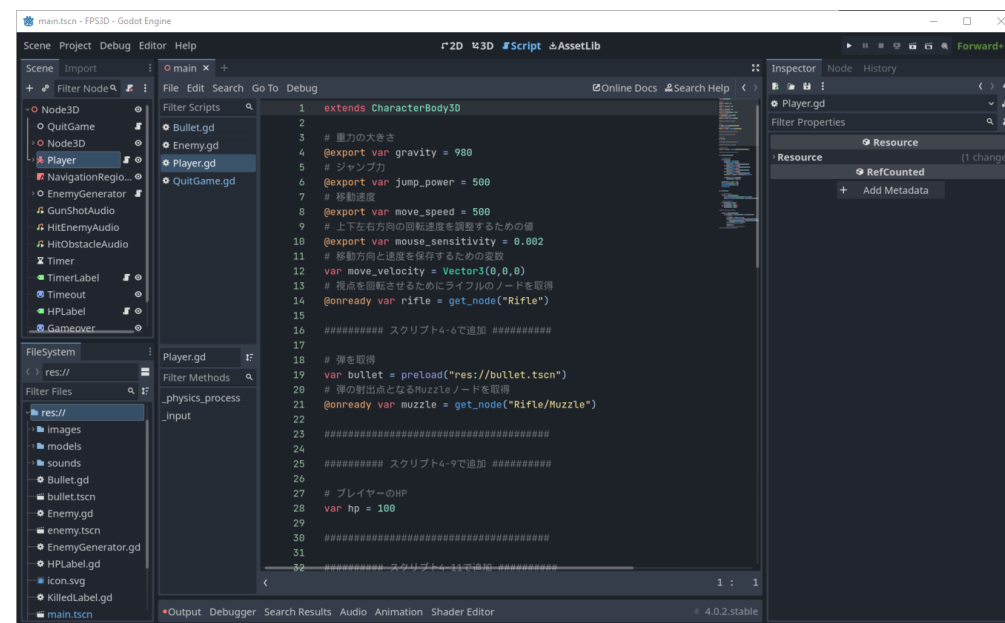 main.tscn - FPS3D - Godot Engine
Scene Project Debug Editor Help
2D 3D Script AssetLib
Forward+
Scene Import
Filter Node
Node3D
QuitGame
Node3D
Player
NavigationRegio...
EnemyGenerator
GunShotAudio
HitEnemyAudio
HitObstacleAudio
Timer
TimerLabel
Timeout
HPLabel
Gameover
FileSystem
res://
Filter Files
res://
images
models
sounds
Bullet.gd
bullet.tscn
Enemy.gd
enemy.tscn
EnemyGenerator.gd
HPLabel.gd
icon.svg
KilledLabel.gd
main.tscn
main
File Edit Search Go To Debug
Online Docs Search Help
Filter Scripts
Bullet.gd
Enemy.gd
Player.gd
QuitGame.gd
Player.gd
Filter Methods
_physics_process
_input
1 extends CharacterBody3D
2
3 # 重力の大きさ
4 @export var gravity = 980
5 # ジャンプ力
6 @export var jump_power = 500
7 # 移動速度
8 @export var move_speed = 500
9 # 上下左右方向の回転速度を調整するための値
10 @export var mouse_sensitivity = 0.002
11 # 移動方向と速度を保存するための変数
12 var move_velocity = Vector3(0,0,0)
13 # 視点を回転させるためにライフルのノードを取得
14 @onready var rifle = get_node("Rifle")
15
16 ########## スクリプト4-6で追加 ##########
17
18 # 弾を取得
19 var bullet = preload("res://bullet.tscn")
20 # 弾の射出点となるMuzzleノードを取得
21 @onready var muzzle = get_node("Rifle/Muzzle")
22
23 ######################################
24
25 ########## スクリプト4-9で追加 ##########
26
27 # プレイヤーのHP
28 var hp = 100
29
30 ######################################
31
32 ########## スクリプト4-11で追加 ##########
1 : 1
Output Debugger Search Results Audio Animation Shader Editor
4.0.2.stable
Inspector Node History
Player.gd
Filter Properties
Resource
Resource (1 change
RefCounted
+ Add Metadata